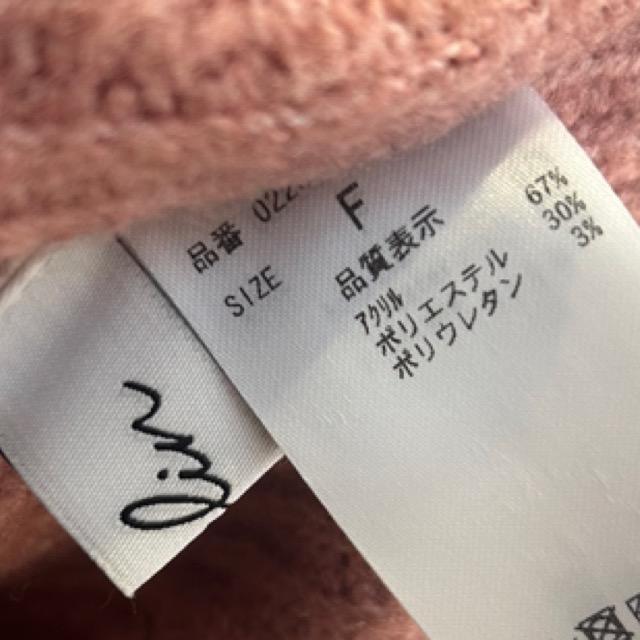 品番 022
SIZE F
品質表示
アクリル 67%
ポリエステル 30%
ポリウレタン 3%